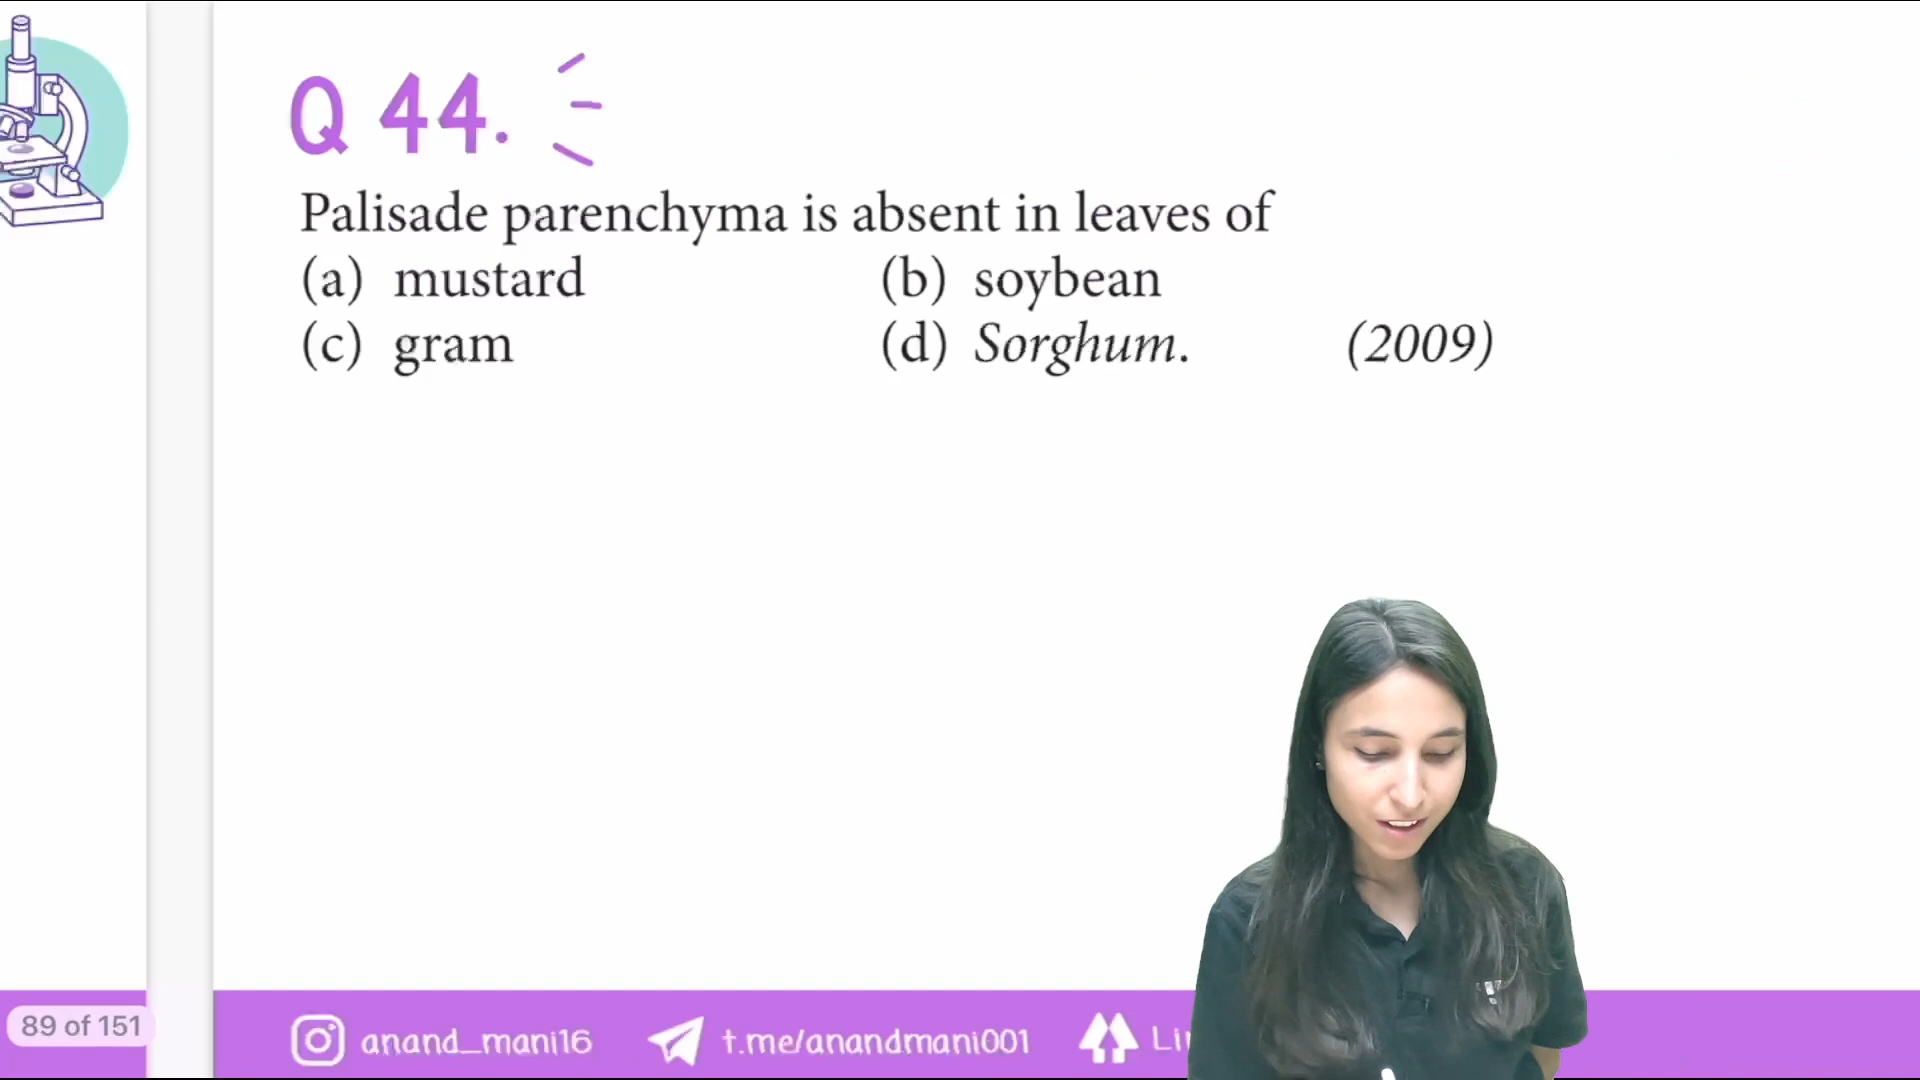 Q 44.
Palisade parenchyma is absent in leaves of
(a) mustard (b) soybean
(c) gram (d) Sorghum. (2009)
89 of 151
anand_mani16 t.me/anandmani001